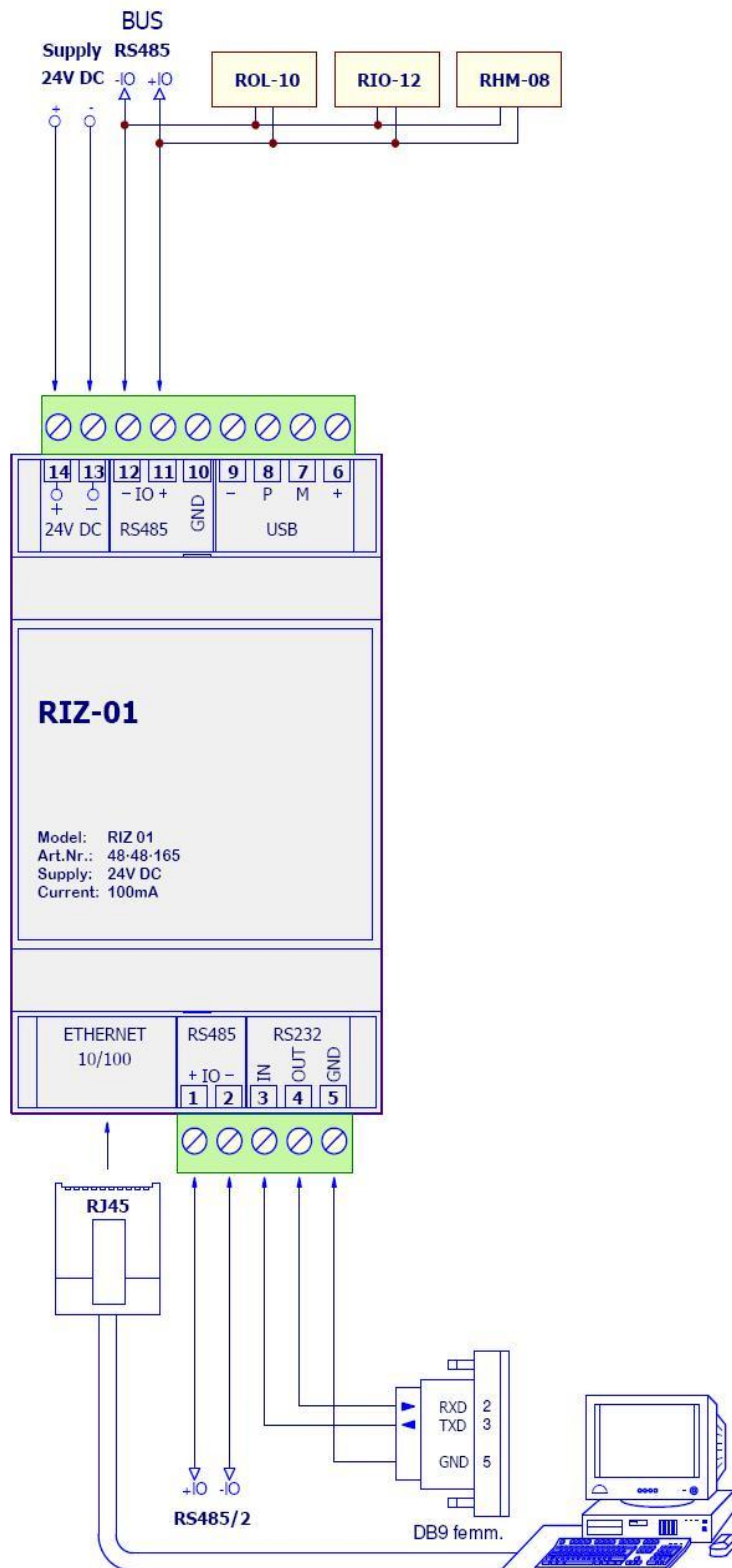 BUS
Supply RS485
24V DC -IO +IO
+ -
ROL-10 RIO-12 RHM-08
14 13 12 11 10 9 8 7 6
+ - - IO + GND - P M +
24V DC RS485 USB
RIZ-01
Model: RIZ 01
Art.Nr.: 48·48·165
Supply: 24V DC
Current: 100mA
ETHERNET RS485 RS232
10/100
+ IO - IN OUT GND
1 2 3 4 5
RJ45
RXD 2
TXD 3
GND 5
+IO -IO
RS485/2
DB9 femm.